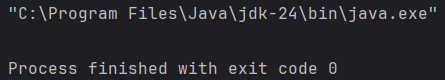 "C:\Program Files\Java\jdk-24\bin\java.exe"
Process finished with exit code 0